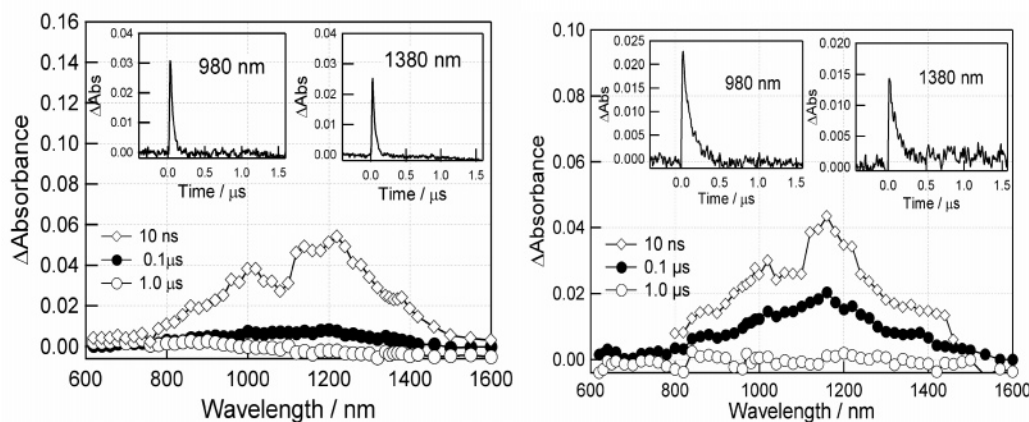 0.16
0.14
0.12
0.10
0.08
0.06
0.04
0.02
0.00
ΔAbsorbance
600 800 1000 1200 1400 1600
Wavelength / nm
10 ns
0.1μs
1.0 μs
0.04
0.03
0.02
0.01
0.00
ΔAbs
980 nm
0.0 0.5 1.0 1.5
Time / μs
0.04
0.03
0.02
0.01
0.00
ΔAbs
1380 nm
0.0 0.5 1.0 1.5
Time / μs
0.10
0.08
0.06
0.04
0.02
0.00
ΔAbsorbance
600 800 1000 1200 1400 1600
Wavelength / nm
10 ns
0.1 μs
1.0 μs
0.025
0.020
0.015
0.010
0.005
0.000
ΔAbs
980 nm
0.0 0.5 1.0 1.5
Time / μs
0.020
0.015
0.010
0.005
0.000
ΔAbs
1380 nm
0.0 0.5 1.0 1.5
Time / μs